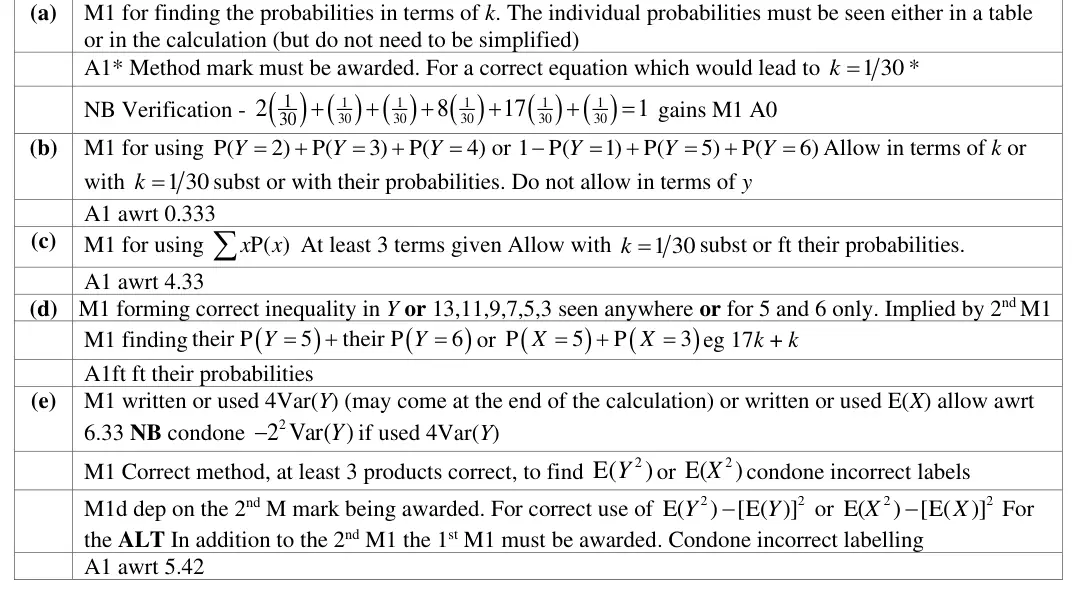 (a) M1 for finding the probabilities in terms of k. The individual probabilities must be seen either in a table
or in the calculation (but do not need to be simplified)
A1* Method mark must be awarded. For a correct equation which would lead to k = 1/30 *
NB Verification - 2(1/30)+(1/30)+(1/30)+8(1/30)+17(1/30)+(1/30)=1 gains M1 A0
(b) M1 for using P(Y = 2) + P(Y = 3) + P(Y = 4) or 1 − P(Y = 1) + P(Y = 5) + P(Y = 6) Allow in terms of k or
with k = 1/30 subst or with their probabilities. Do not allow in terms of y
A1 awrt 0.333
(c) M1 for using ∑xP(x) At least 3 terms given Allow with k = 1/30 subst or ft their probabilities.
A1 awrt 4.33
(d) M1 forming correct inequality in Y or 13,11,9,7,5,3 seen anywhere or for 5 and 6 only. Implied by 2nd M1
M1 finding their P(Y = 5) + their P(Y = 6) or P(X = 5) + P(X = 3) eg 17k + k
A1ft ft their probabilities
(e) M1 written or used 4Var(Y) (may come at the end of the calculation) or written or used E(X) allow awrt
6.33 NB condone −2² Var(Y) if used 4Var(Y)
M1 Correct method, at least 3 products correct, to find E(Y²) or E(X²) condone incorrect labels
M1d dep on the 2nd M mark being awarded. For correct use of E(Y²) − [E(Y)]² or E(X²) − [E(X)]² For
the ALT In addition to the 2nd M1 the 1st M1 must be awarded. Condone incorrect labelling
A1 awrt 5.42